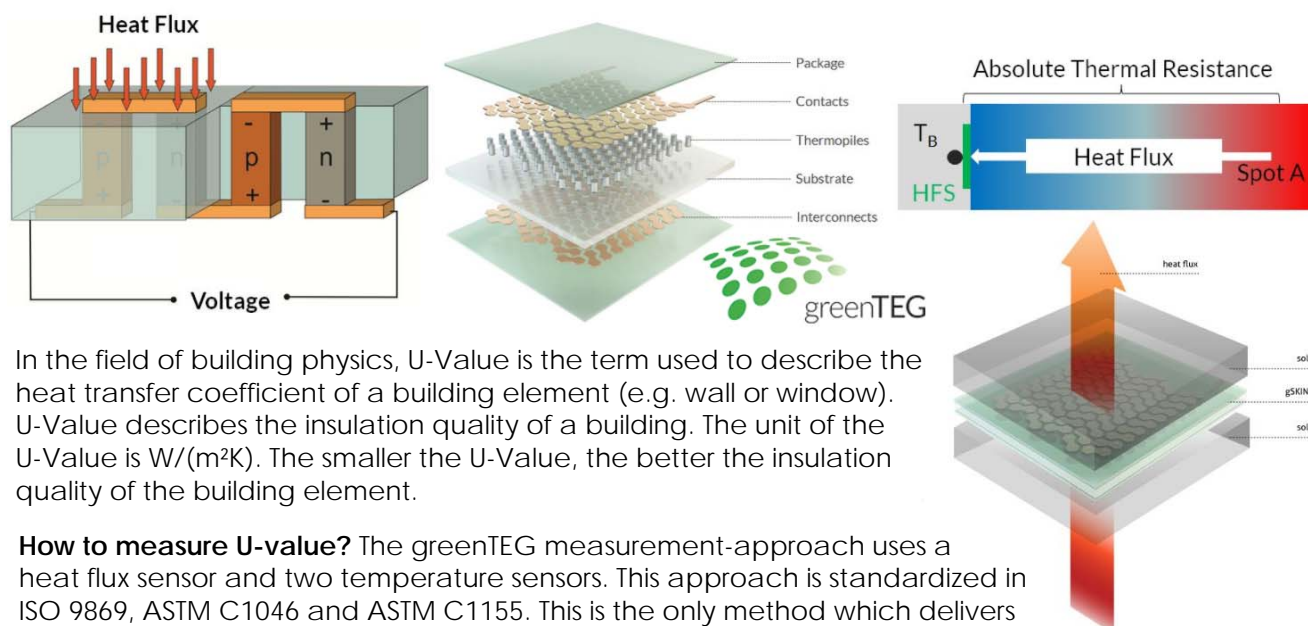 Heat Flux
-
+
p
n
-
+
p
n
+
-
Voltage
Package
Contacts
Thermopiles
Substrate
Interconnects
greenTEG
Absolute Thermal Resistance
TB
HFS
Heat Flux
Spot A
heat flux
sol
gSKIN
sol
In the field of building physics, U-Value is the term used to describe the
heat transfer coefficient of a building element (e.g. wall or window).
U-Value describes the insulation quality of a building. The unit of the
U-Value is W/(m²K). The smaller the U-Value, the better the insulation
quality of the building element.
How to measure U-value? The greenTEG measurement-approach uses a
heat flux sensor and two temperature sensors. This approach is standardized in
ISO 9869, ASTM C1046 and ASTM C1155. This is the only method which delivers